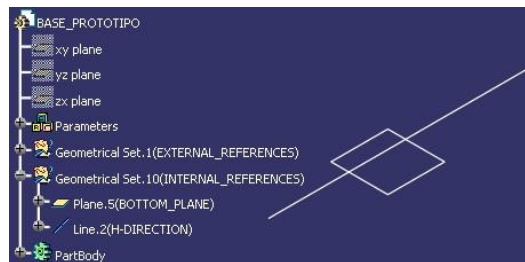 BASE_PROTOTIPO
xy plane
yz plane
zx plane
Parameters
Geometrical Set.1(EXTERNAL_REFERENCES)
Geometrical Set.10(INTERNAL_REFERENCES)
Plane.5(BOTTOM_PLANE)
Line.2(H-DIRECTION)
PartBody